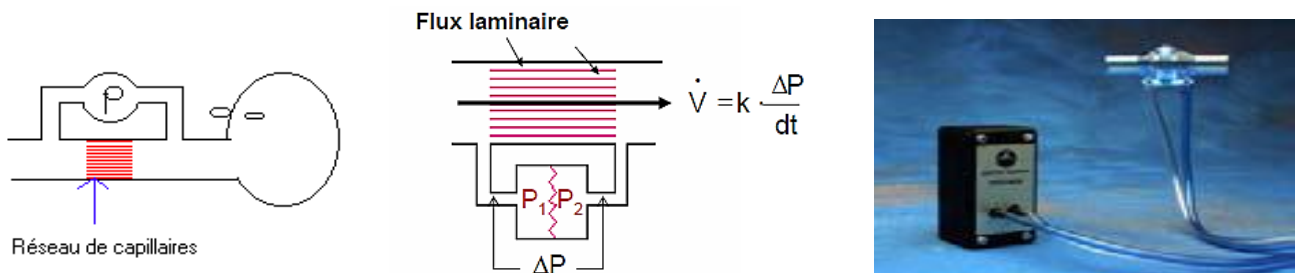 P
Réseau de capillaires
Flux laminaire
V̇ = k · ΔP
dt
P₁ P₂
ΔP